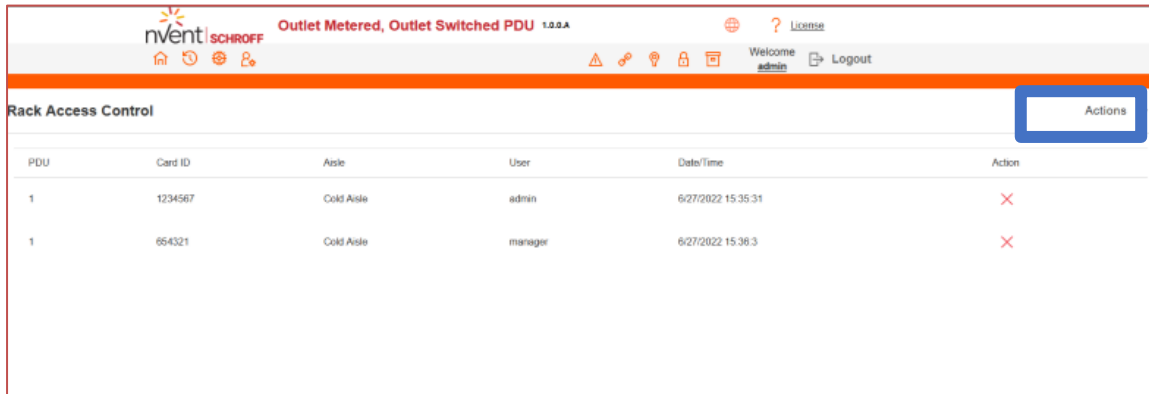 nvent SCHROFF Outlet Metered, Outlet Switched PDU 1.0.0.A ? License
Welcome admin Logout
Rack Access Control Actions
PDU Card ID Aisle User Date/Time Action
1 1234567 Cold Aisle admin 6/27/2022 15:35:31
1 654321 Cold Aisle manager 6/27/2022 15:36:3